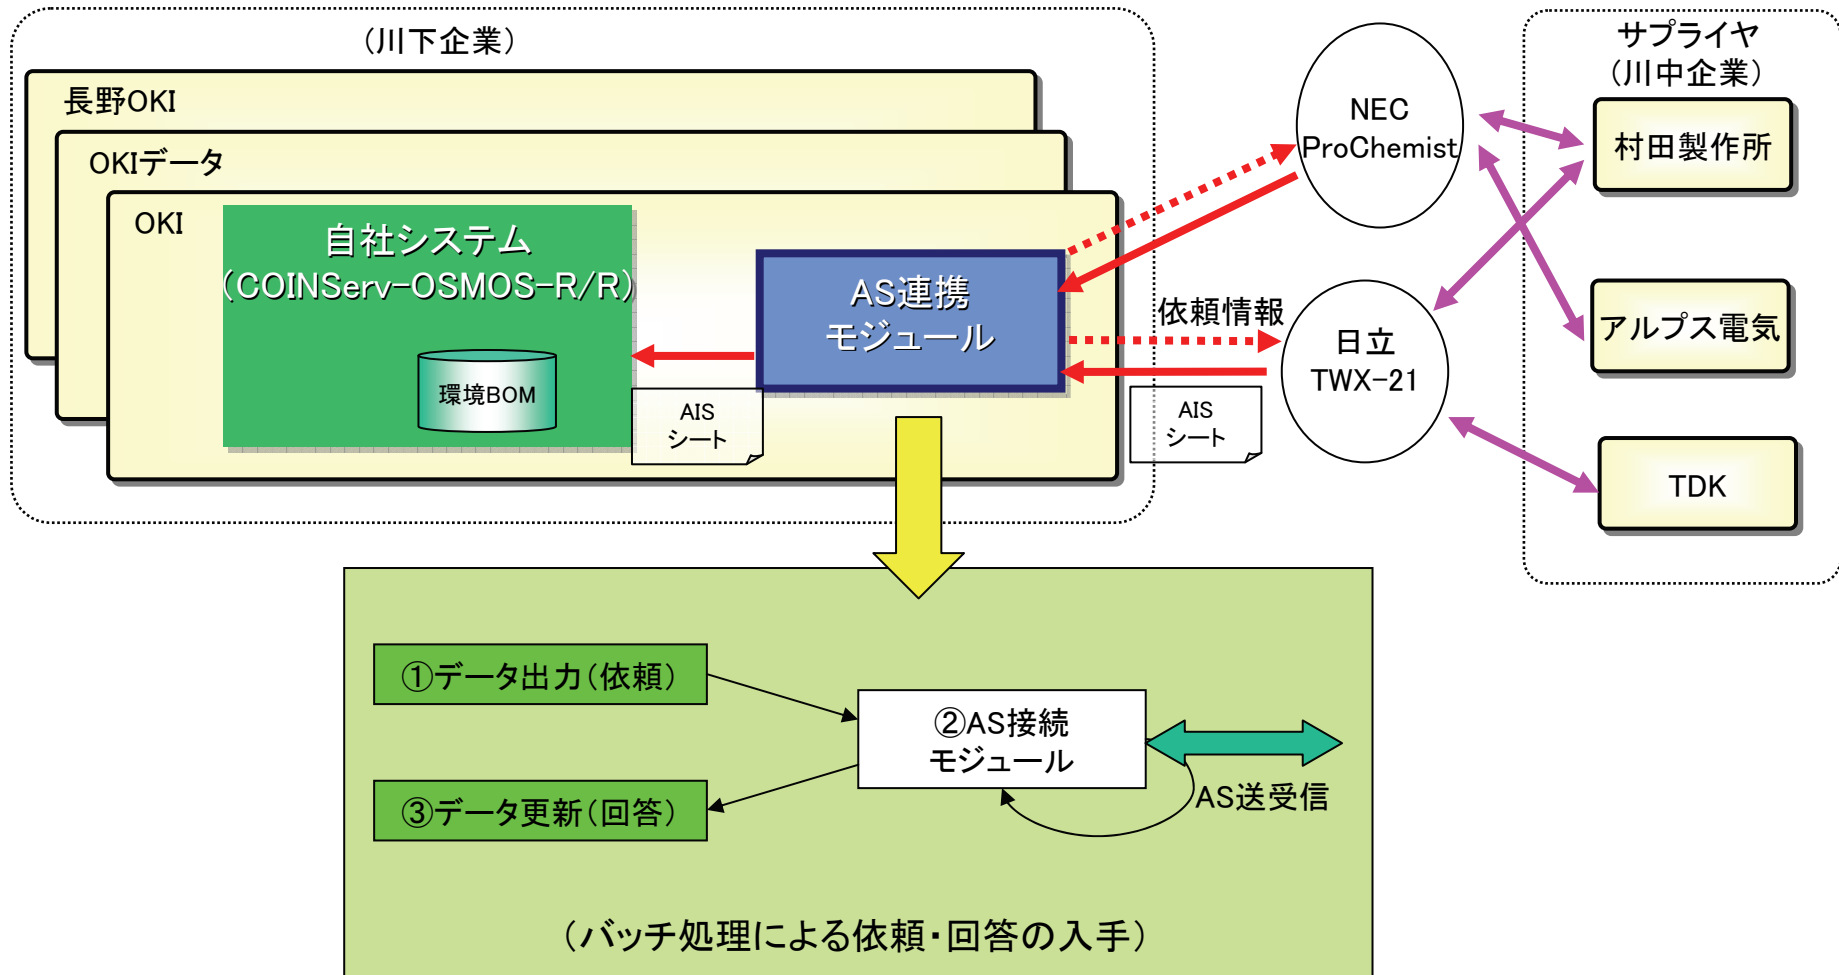 (川下企業)
長野OKI
OKIデータ
OKI
自社システム
(COINServ-OSMOS-R/R)
環境BOM
AS連携
モジュール
AIS
シート
依頼情報
AIS
シート
NEC
ProChemist
日立
TWX-21
サプライヤ
(川中企業)
村田製作所
アルプス電気
TDK
①データ出力(依頼)
②AS接続
モジュール
③データ更新(回答)
AS送受信
(バッチ処理による依頼・回答の入手)